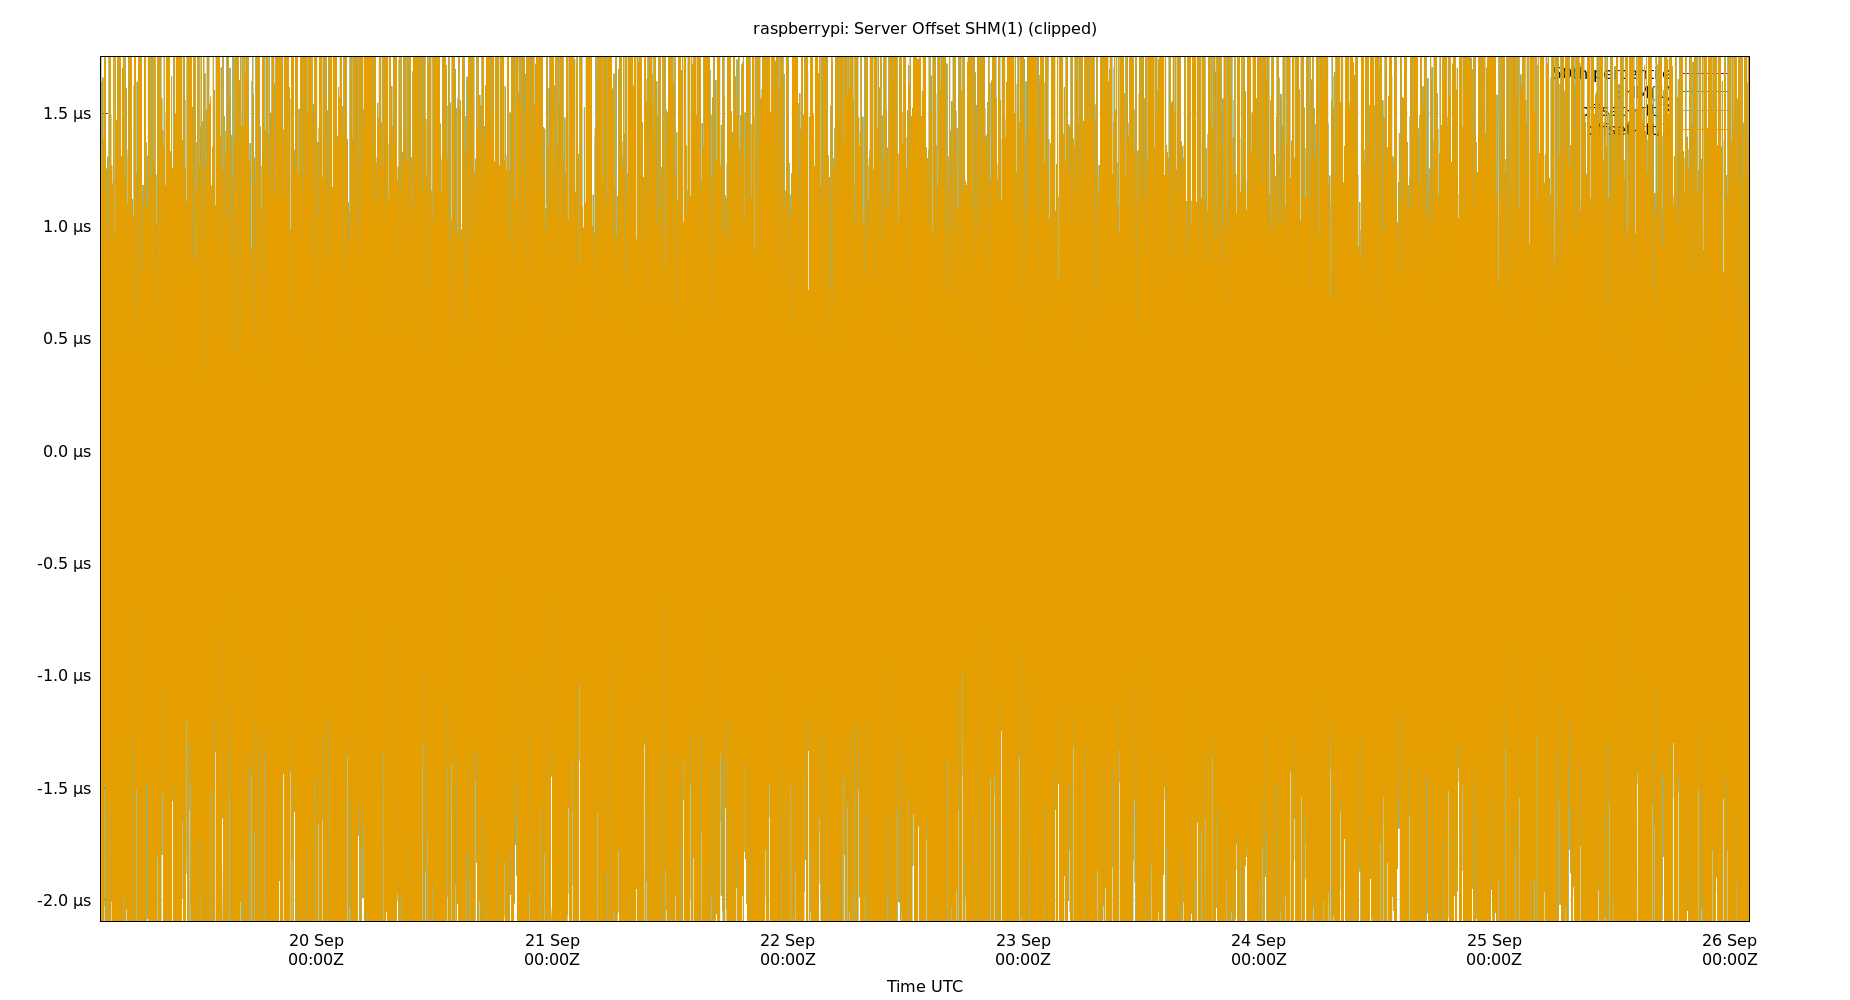 raspberrypi: Server Offset SHM(1) (clipped)
1.5 µs
1.0 µs
0.5 µs
0.0 µs
-0.5 µs
-1.0 µs
-1.5 µs
-2.0 µs
20 Sep 21 Sep 22 Sep 23 Sep 24 Sep 25 Sep 26 Sep
00:00Z 00:00Z 00:00Z 00:00Z 00:00Z 00:00Z 00:00Z
Time UTC